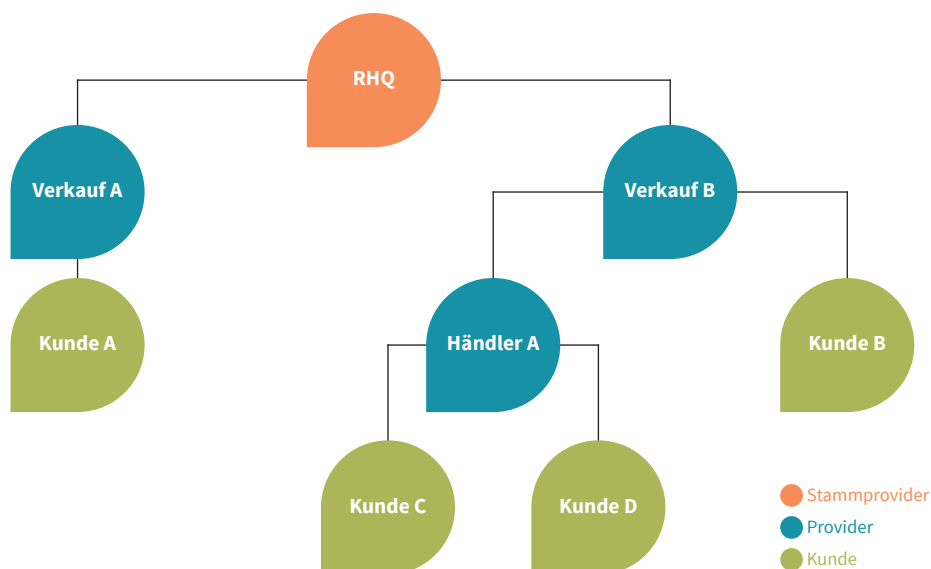 RHQ
Verkauf A
Verkauf B
Kunde A
Händler A
Kunde B
Kunde C
Kunde D
Stammprovider
Provider
Kunde